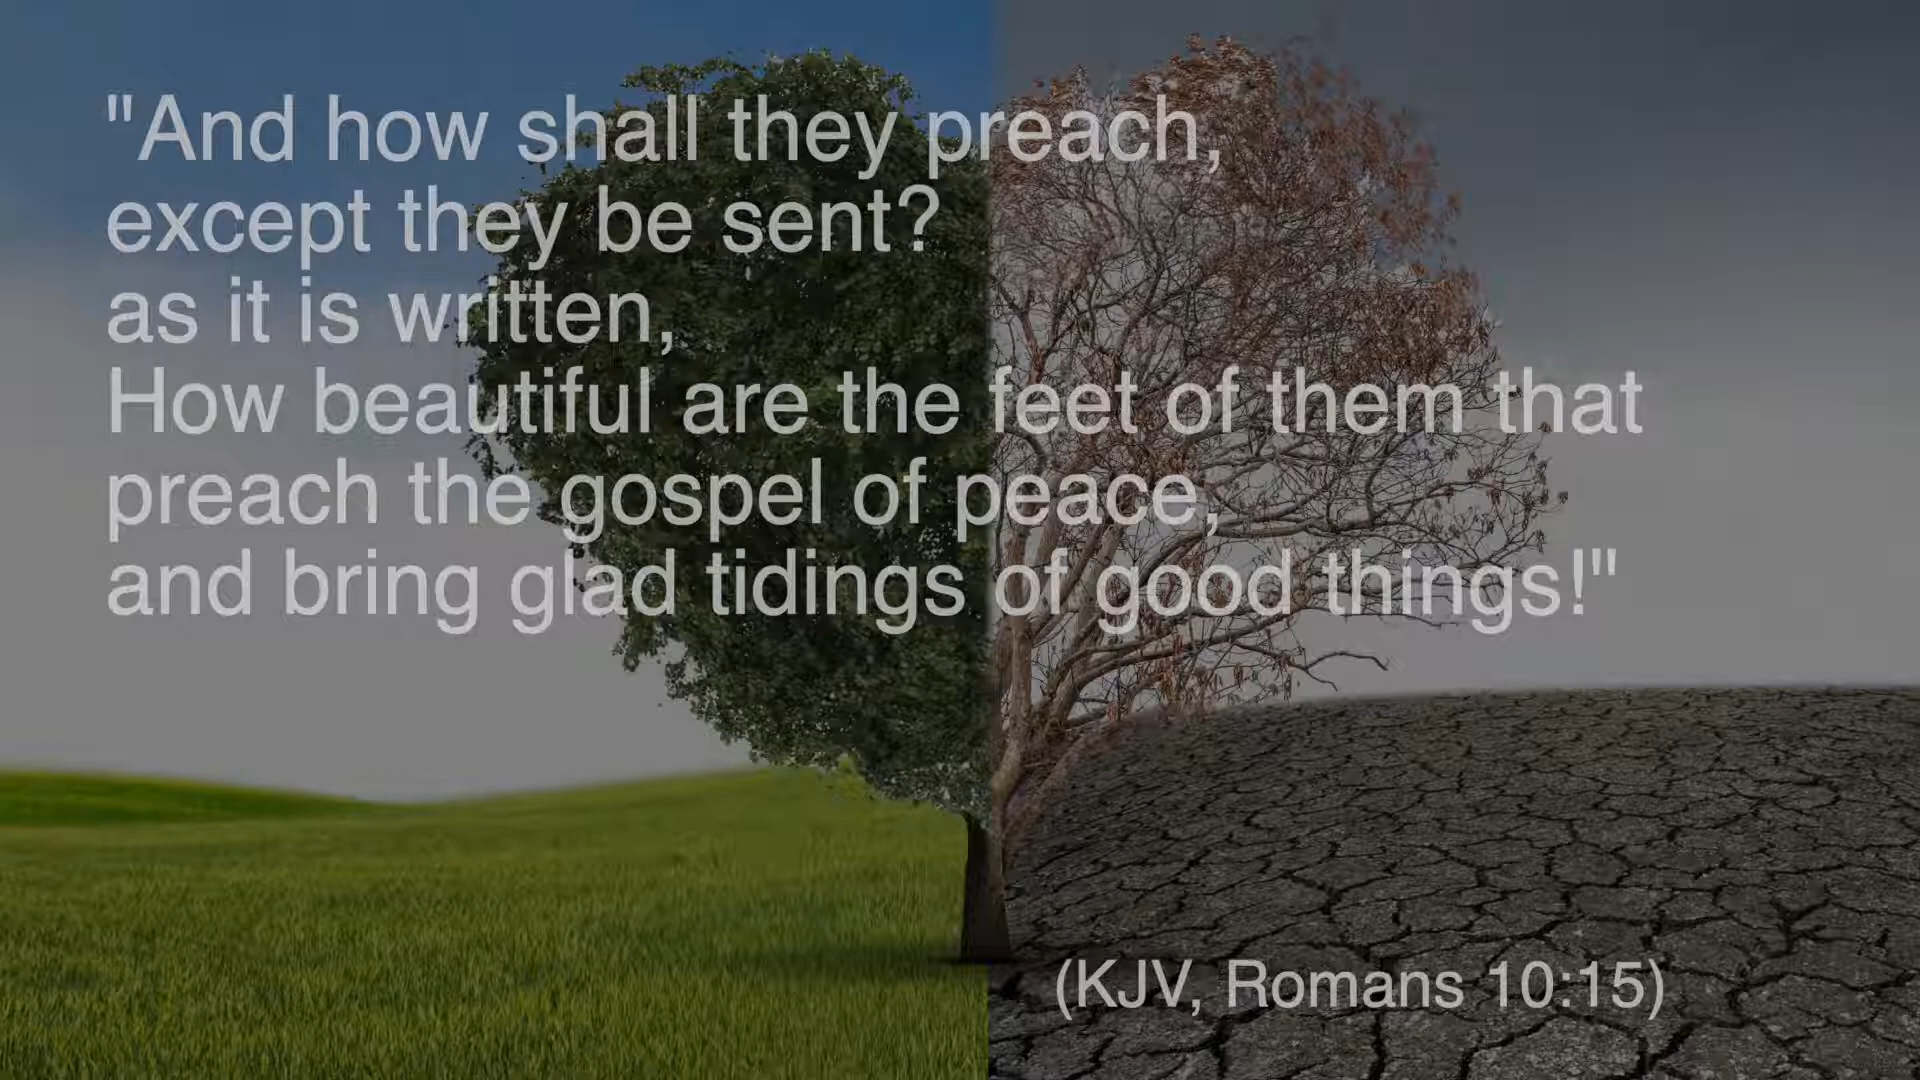 "And how shall they preach,
except they be sent?
as it is written,
How beautiful are the feet of them that
preach the gospel of peace,
and bring glad tidings of good things!"
(KJV, Romans 10:15)